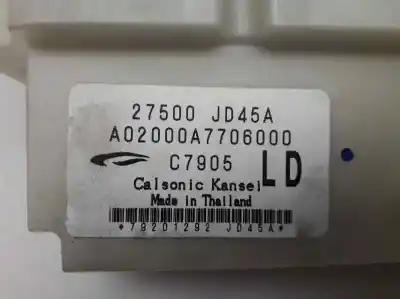 27500 JD45A
A02000A7706000
C7905 LD
Calsonic Kansei
Made in Thailand
*79201292 JD45A*